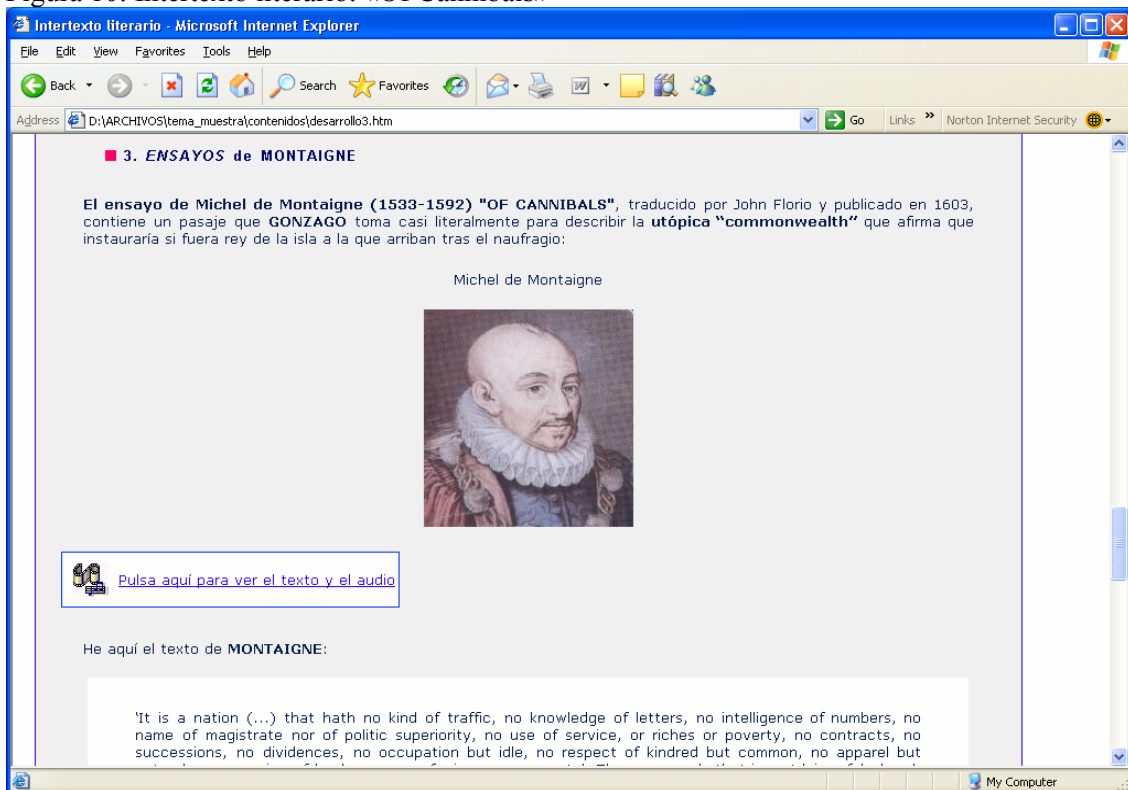 Intertexto literario - Microsoft Internet Explorer
File Edit View Favorites Tools Help
Back Search Favorites
Address D:\ARCHIVOS\tema_muestra\contenidos\desarrollo3.htm Go Links » Norton Internet Security
3. ENSAYOS de MONTAIGNE
El ensayo de Michel de Montaigne (1533-1592) "OF CANNIBALS", traducido por John Florio y publicado en 1603,
contiene un pasaje que GONZAGO toma casi literalmente para describir la utópica “commonwealth” que afirma que
instauraría si fuera rey de la isla a la que arriban tras el naufragio:
Michel de Montaigne
Pulsa aquí para ver el texto y el audio
He aquí el texto de MONTAIGNE:
'It is a nation (...) that hath no kind of traffic, no knowledge of letters, no intelligence of numbers, no
name of magistrate nor of politic superiority, no use of service, or riches or poverty, no contracts, no
successions, no dividences, no occupation but idle, no respect of kindred but common, no apparel but
My Computer